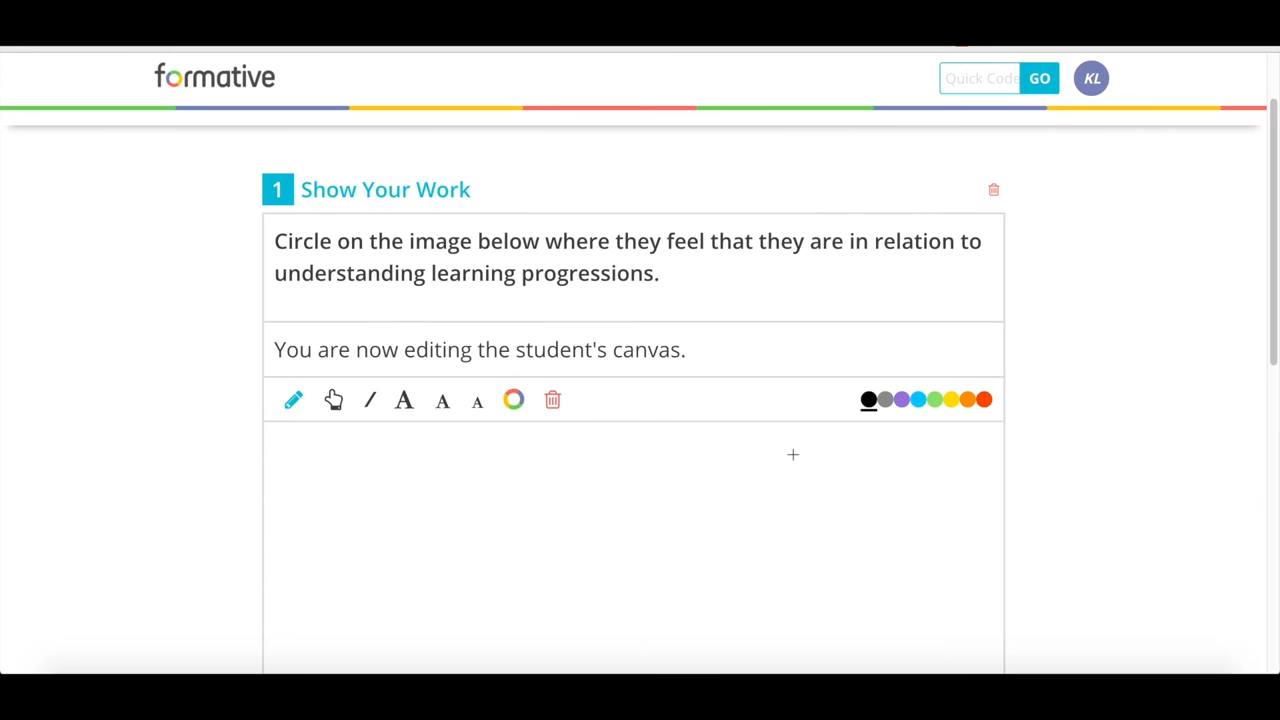 formative
Quick Code GO KL
1 Show Your Work
Circle on the image below where they feel that they are in relation to
understanding learning progressions.
You are now editing the student's canvas.
A A A